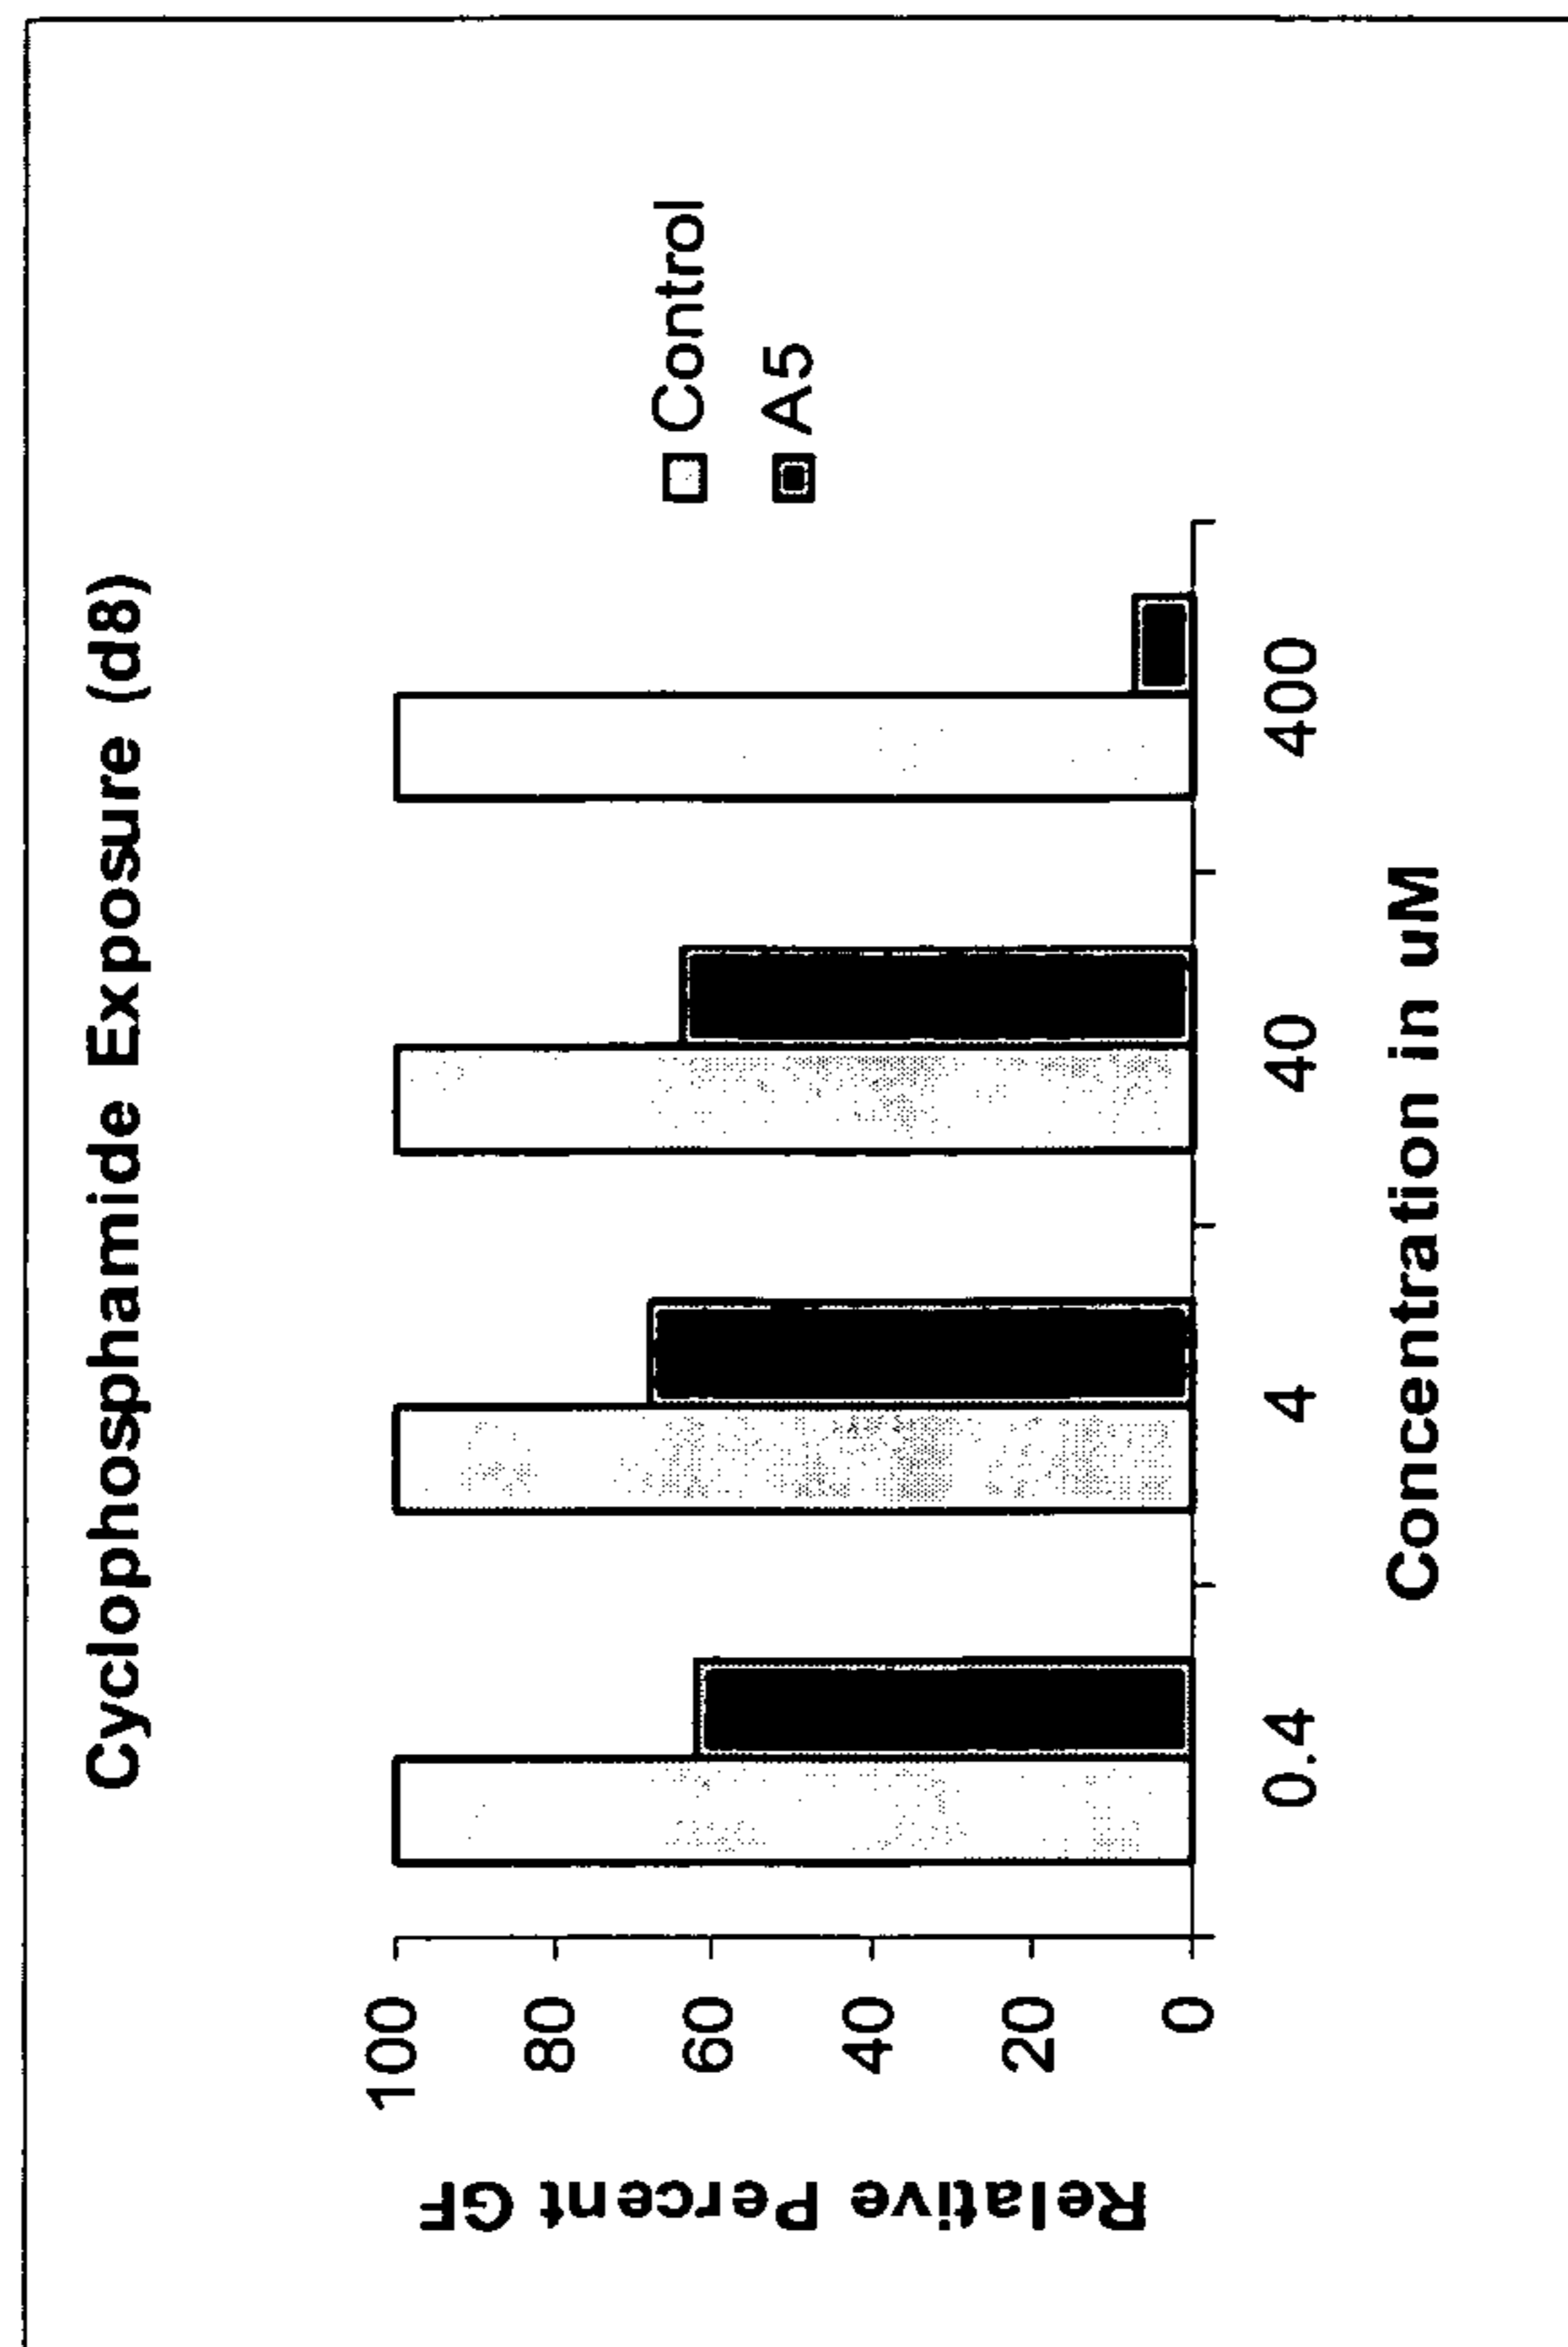 Cyclophosphamide Exposure (d8)
Relative Percent GF
100
80
60
40
20
0
0.4
4
40
400
Concentration in uM
Control
A5